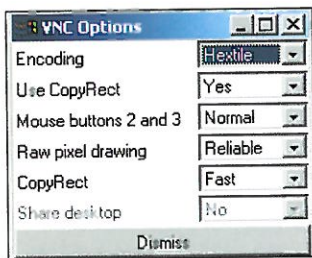 VNC Options
Encoding Hextile
Use CopyRect Yes
Mouse buttons 2 and 3 Normal
Raw pixel drawing Reliable
CopyRect Fast
Share desktop No
Dismiss